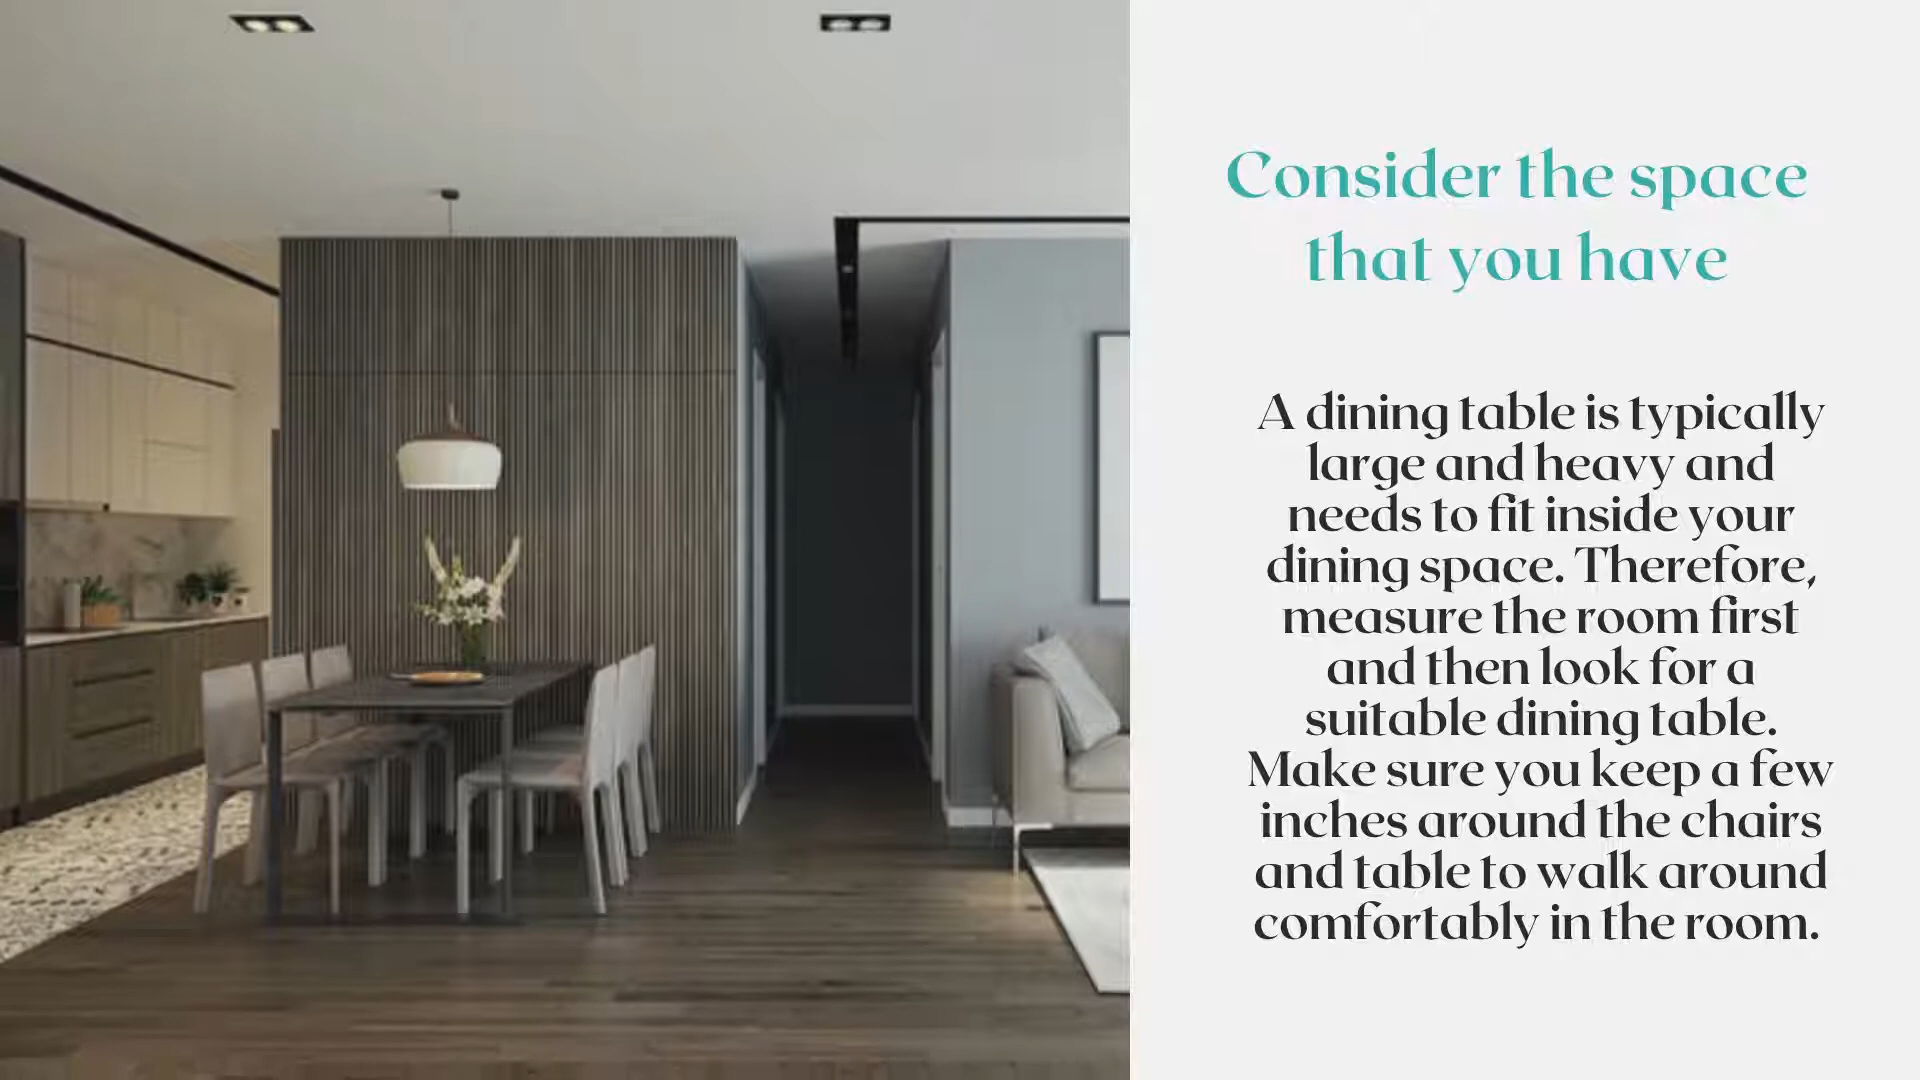 Consider the space
that you have
A dining table is typically
large and heavy and
needs to fit inside your
dining space. Therefore,
measure the room first
and then look for a
suitable dining table.
Make sure you keep a few
inches around the chairs
and table to walk around
comfortably in the room.